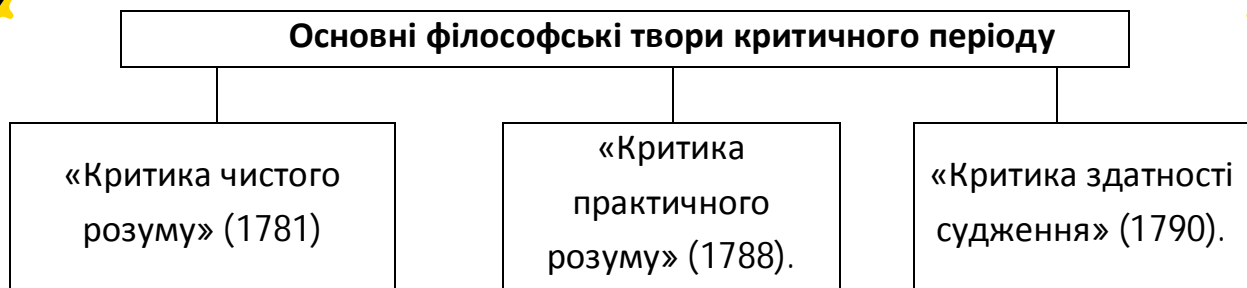 Основні філософські твори критичного періоду
«Критика чистого
розуму» (1781)
«Критика
практичного
розуму» (1788).
«Критика здатності
судження» (1790).